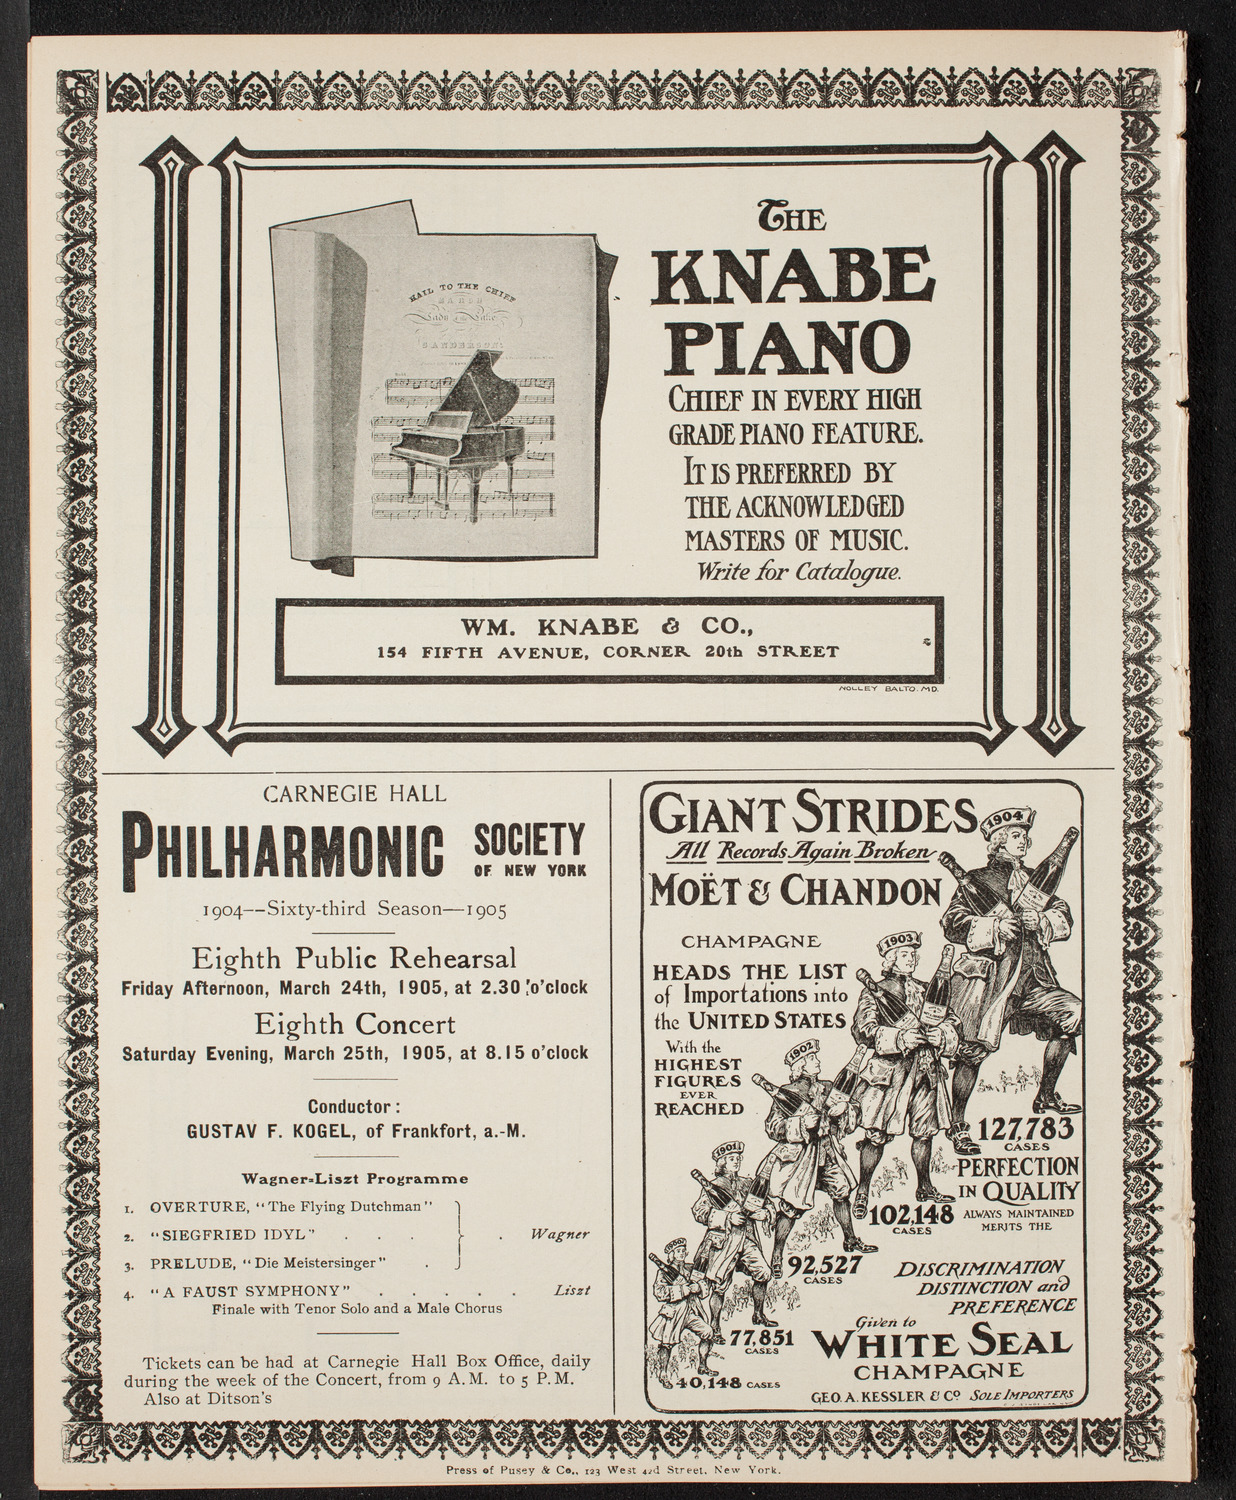 HAIL TO THE CHIEF
Lady of the Lake
SANDERSON
THE
KNABE
PIANO
CHIEF IN EVERY HIGH
GRADE PIANO FEATURE.
IT IS PREFERRED BY
THE ACKNOWLEDGED
MASTERS OF MUSIC.
Write for Catalogue.
WM. KNABE & CO.,
154 FIFTH AVENUE, CORNER 20th STREET
NOLLEY BALTO. MD.
CARNEGIE HALL
PHILHARMONIC SOCIETY
OF NEW YORK
1904--Sixty-third Season—1905
Eighth Public Rehearsal
Friday Afternoon, March 24th, 1905, at 2.30 o'clock
Eighth Concert
Saturday Evening, March 25th, 1905, at 8.15 o'clock
Conductor:
GUSTAV F. KOGEL, of Frankfort, a.-M.
Wagner-Liszt Programme
1. OVERTURE, "The Flying Dutchman"
2. "SIEGFRIED IDYL" . . . . Wagner
3. PRELUDE, "Die Meistersinger" .
4. "A FAUST SYMPHONY" . . . . . Liszt
Finale with Tenor Solo and a Male Chorus
Tickets can be had at Carnegie Hall Box Office, daily
during the week of the Concert, from 9 A.M. to 5 P.M.
Also at Ditson's
GIANT STRIDES
All Records Again Broken
MOËT & CHANDON
CHAMPAGNE
HEADS THE LIST
of Importations into
the UNITED STATES
With the
HIGHEST
FIGURES
EVER
REACHED
1904
1903
1902
1901
1900
127,783
CASES
PERFECTION
IN QUALITY
ALWAYS MAINTAINED
MERITS THE
102,148
CASES
92,527
CASES
77,851
CASES
40,148 CASES
DISCRIMINATION
DISTINCTION and
PREFERENCE
Given to
WHITE SEAL
CHAMPAGNE
GEO. A. KESSLER & CO SOLE IMPORTERS
Press of Pusey & Co., 123 West 42d Street, New York.